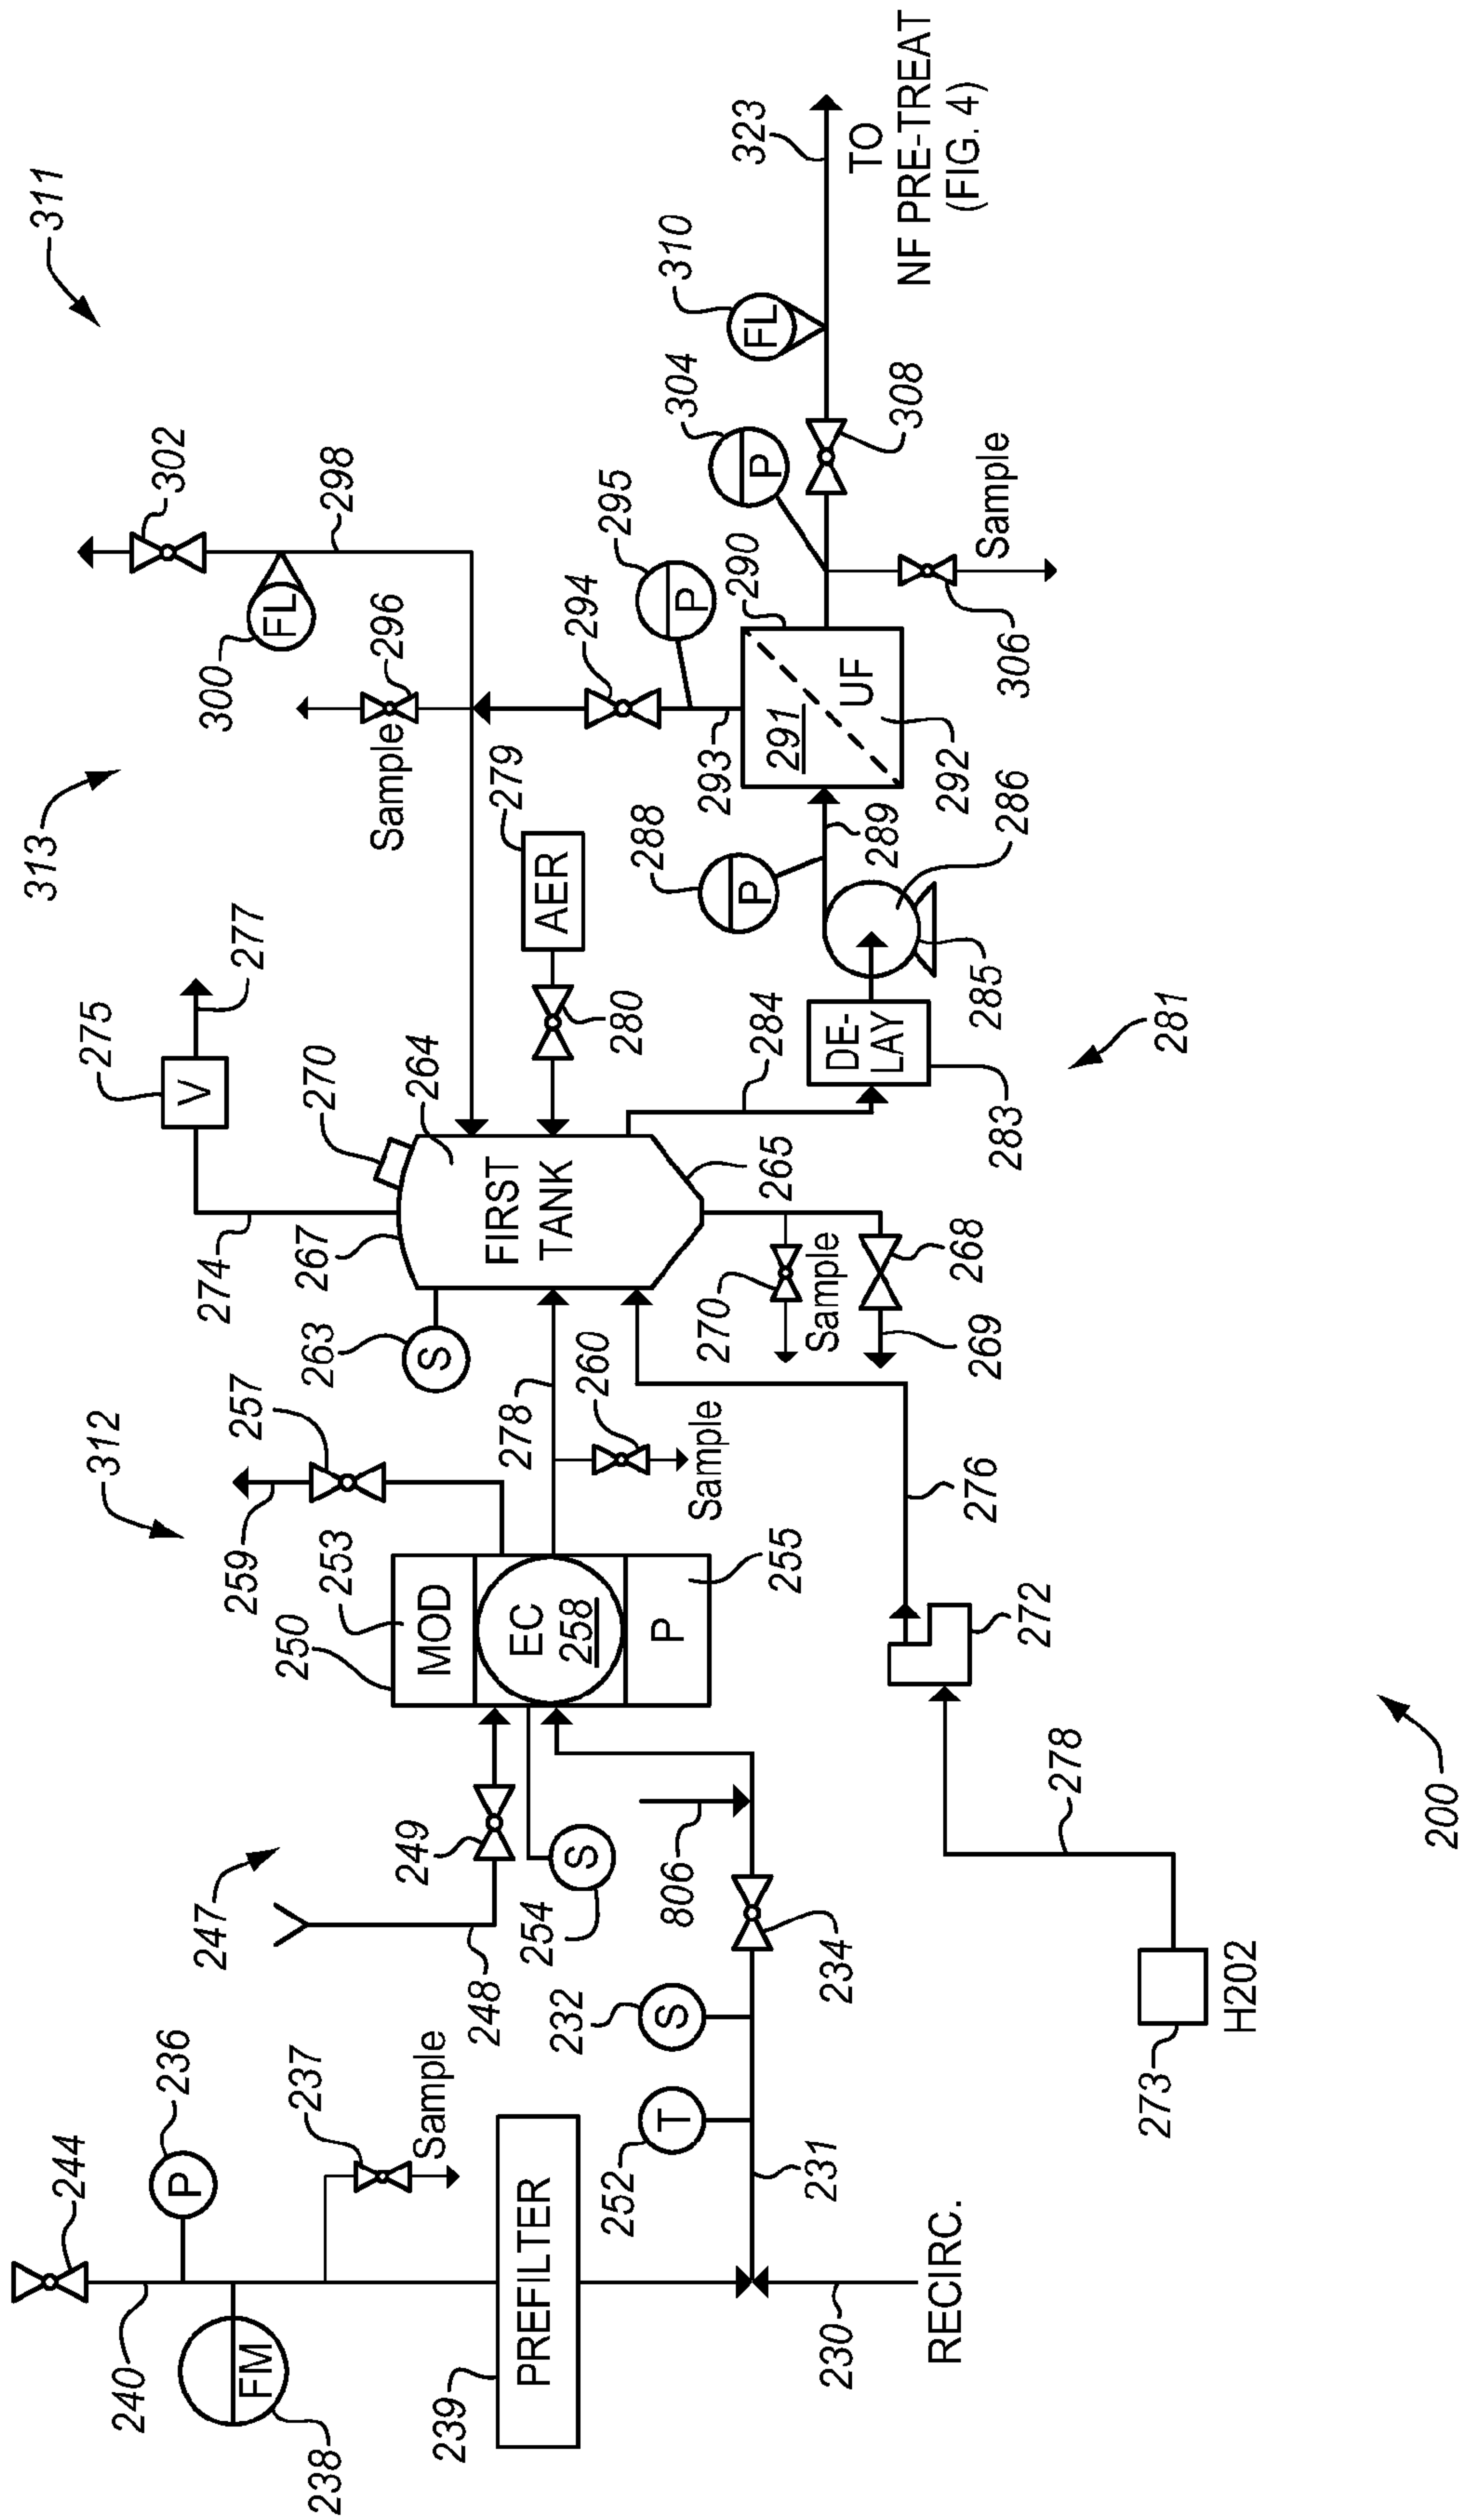 311
313
312
247
244
240
236
FM
238
P
237
Sample
PREFILTER
239
RECIRC.
230
231
T
252
S
232
234
806
248
249
S
254
MOD
EC
258
P
250
253
255
257
259
278
260
Sample
S
263
FIRST
TANK
264
265
267
270
274
V
275
277
270
Sample
268
269
276
272
278
273
H202
200
AER
279
280
284
DE-
LAY
283
281
285
286
P
288
289
291
UF
290
292
293
294
P
295
296
Sample
298
FL
300
302
P
304
306
Sample
308
FL
310
323
TO
NF PRE-TREAT
(FIG. 4)